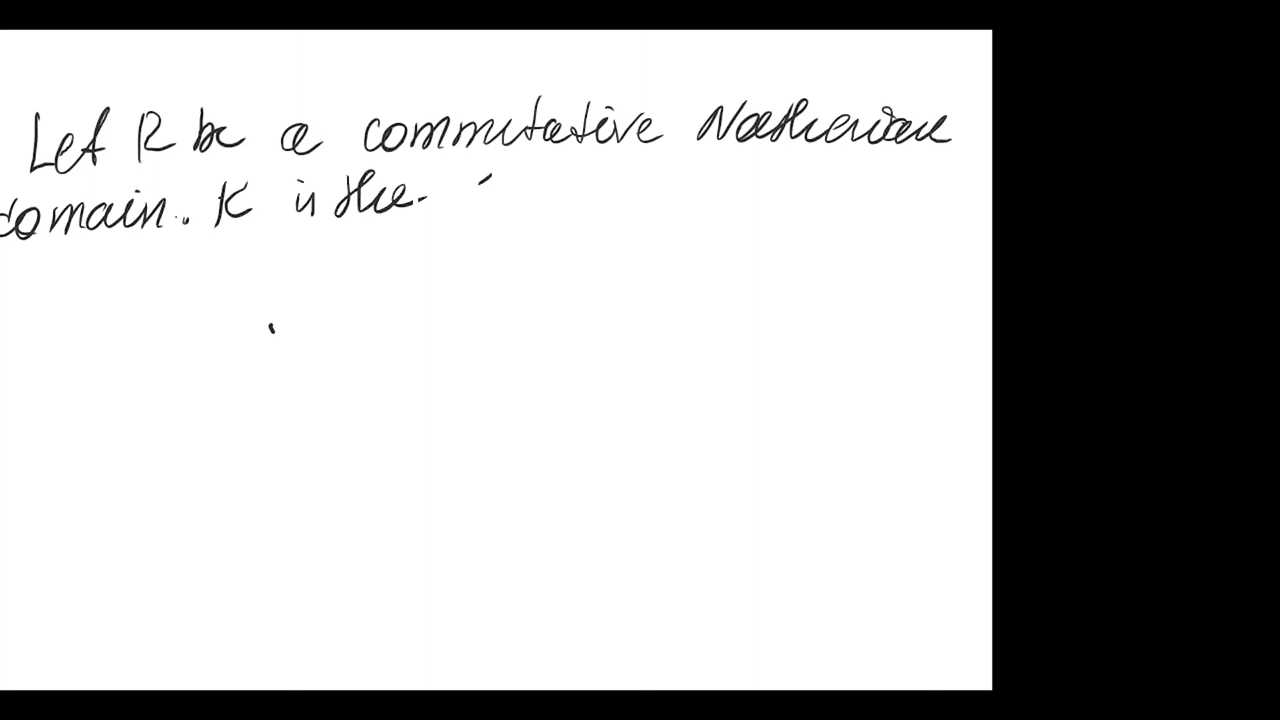 Let R be a commutative Noetherian
domain. K is the